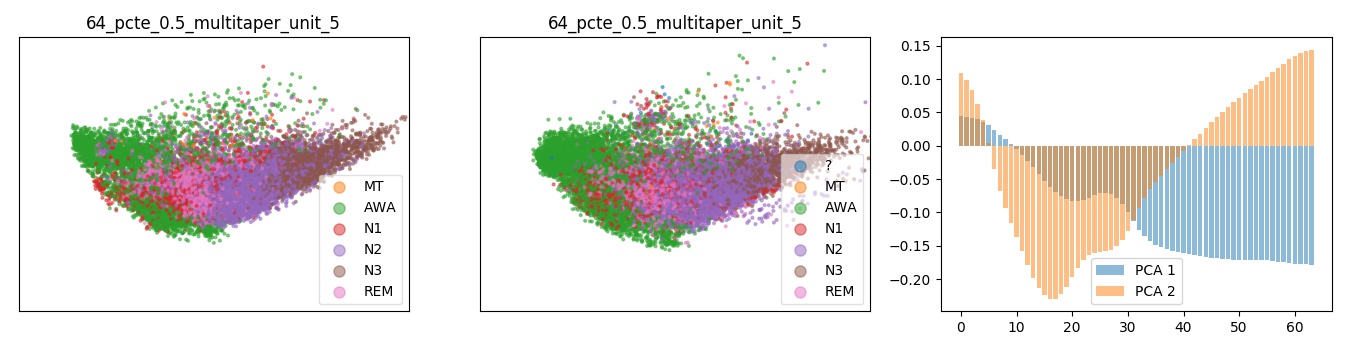 64_pcte_0.5_multitaper_unit_5
MT
AWA
N1
N2
N3
REM
64_pcte_0.5_multitaper_unit_5
?
MT
AWA
N1
N2
N3
REM
0.15
0.10
0.05
0.00
−0.05
−0.10
−0.15
−0.20
PCA 1
PCA 2
0 10 20 30 40 50 60